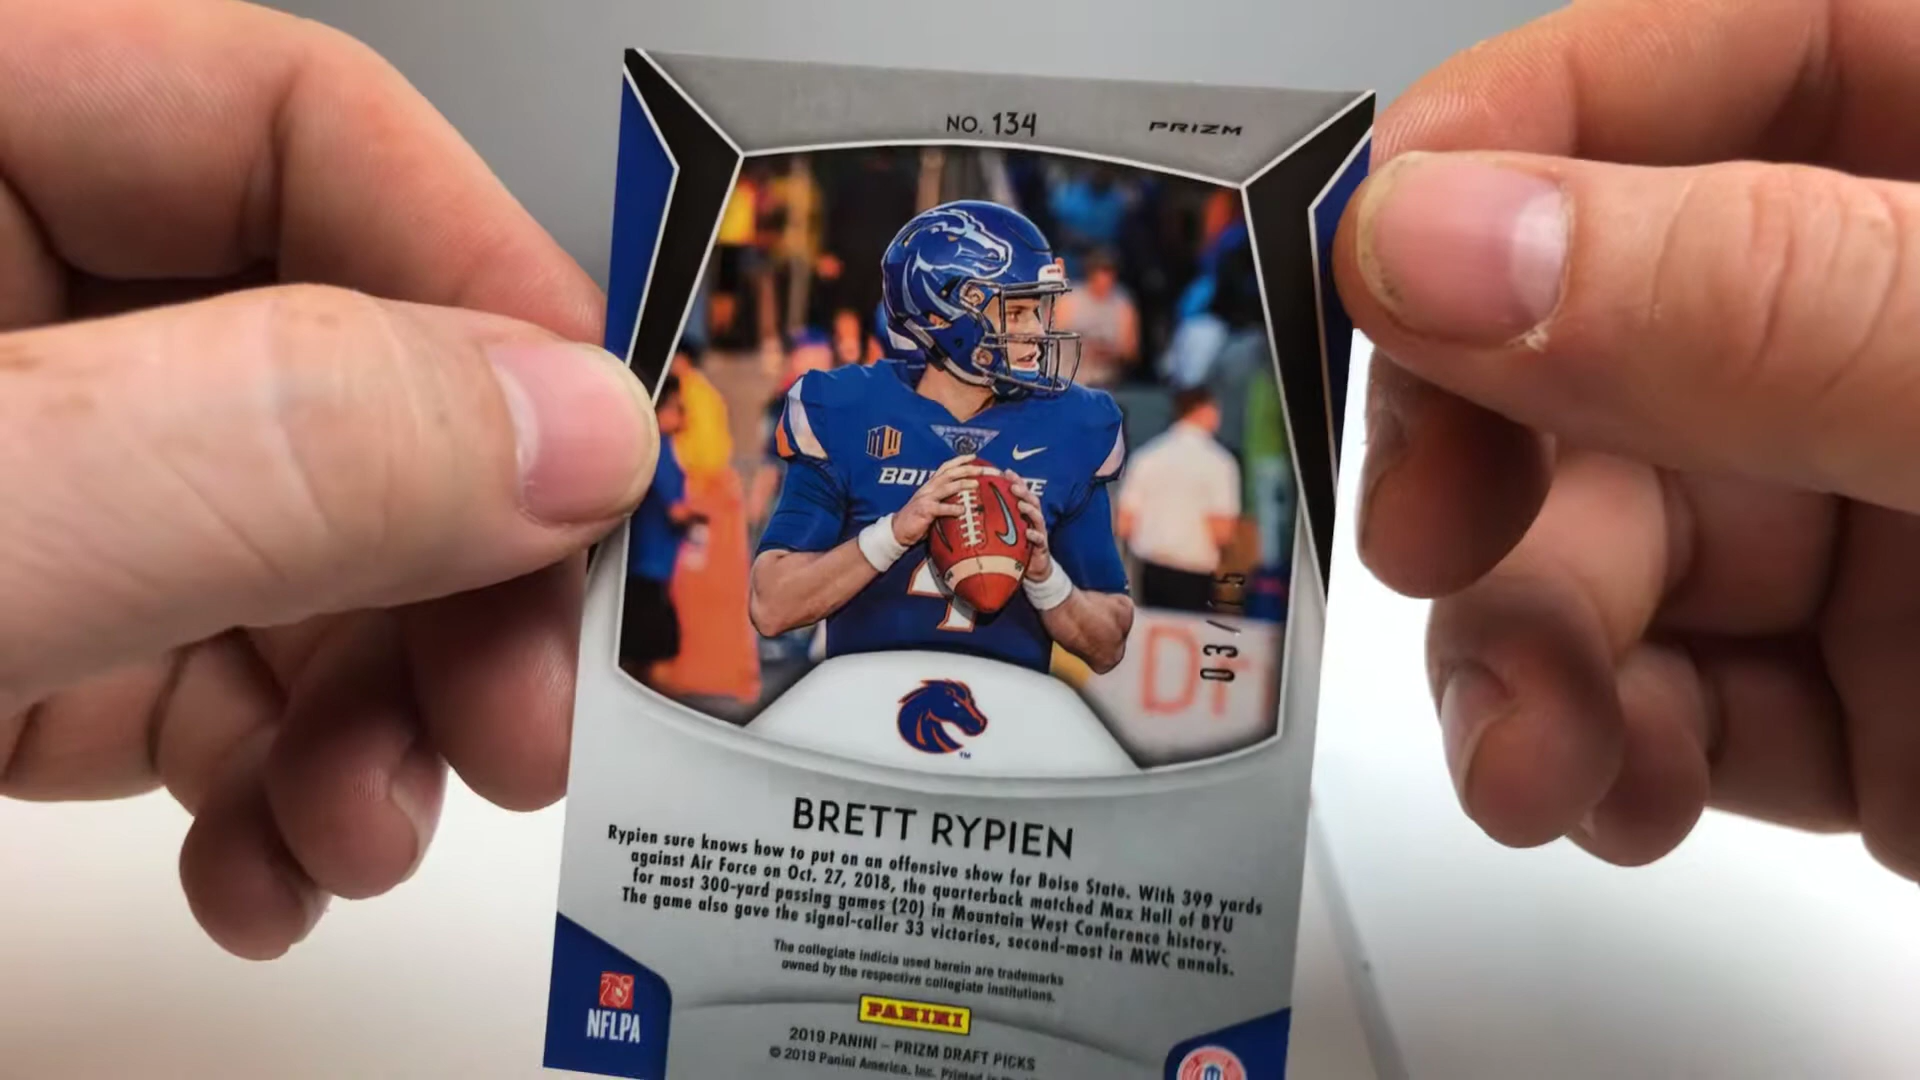 NO. 134
PRIZM
MW
4
03/
BRETT RYPIEN
Rypien sure knows how to put on an offensive show for Boise State. With 399 yards
against Air Force on Oct. 27, 2018, the quarterback matched Max Hall of BYU
for most 300-yard passing games (20) in Mountain West Conference history.
The game also gave the signal-caller 33 victories, second-most in MWC annals.
The collegiate indicia used herein are trademarks
owned by the respective collegiate institutions.
PANINI
NFLPA
2019 PANINI – PRIZM DRAFT PICKS
© 2019 Panini America, Inc. Printed in
TM